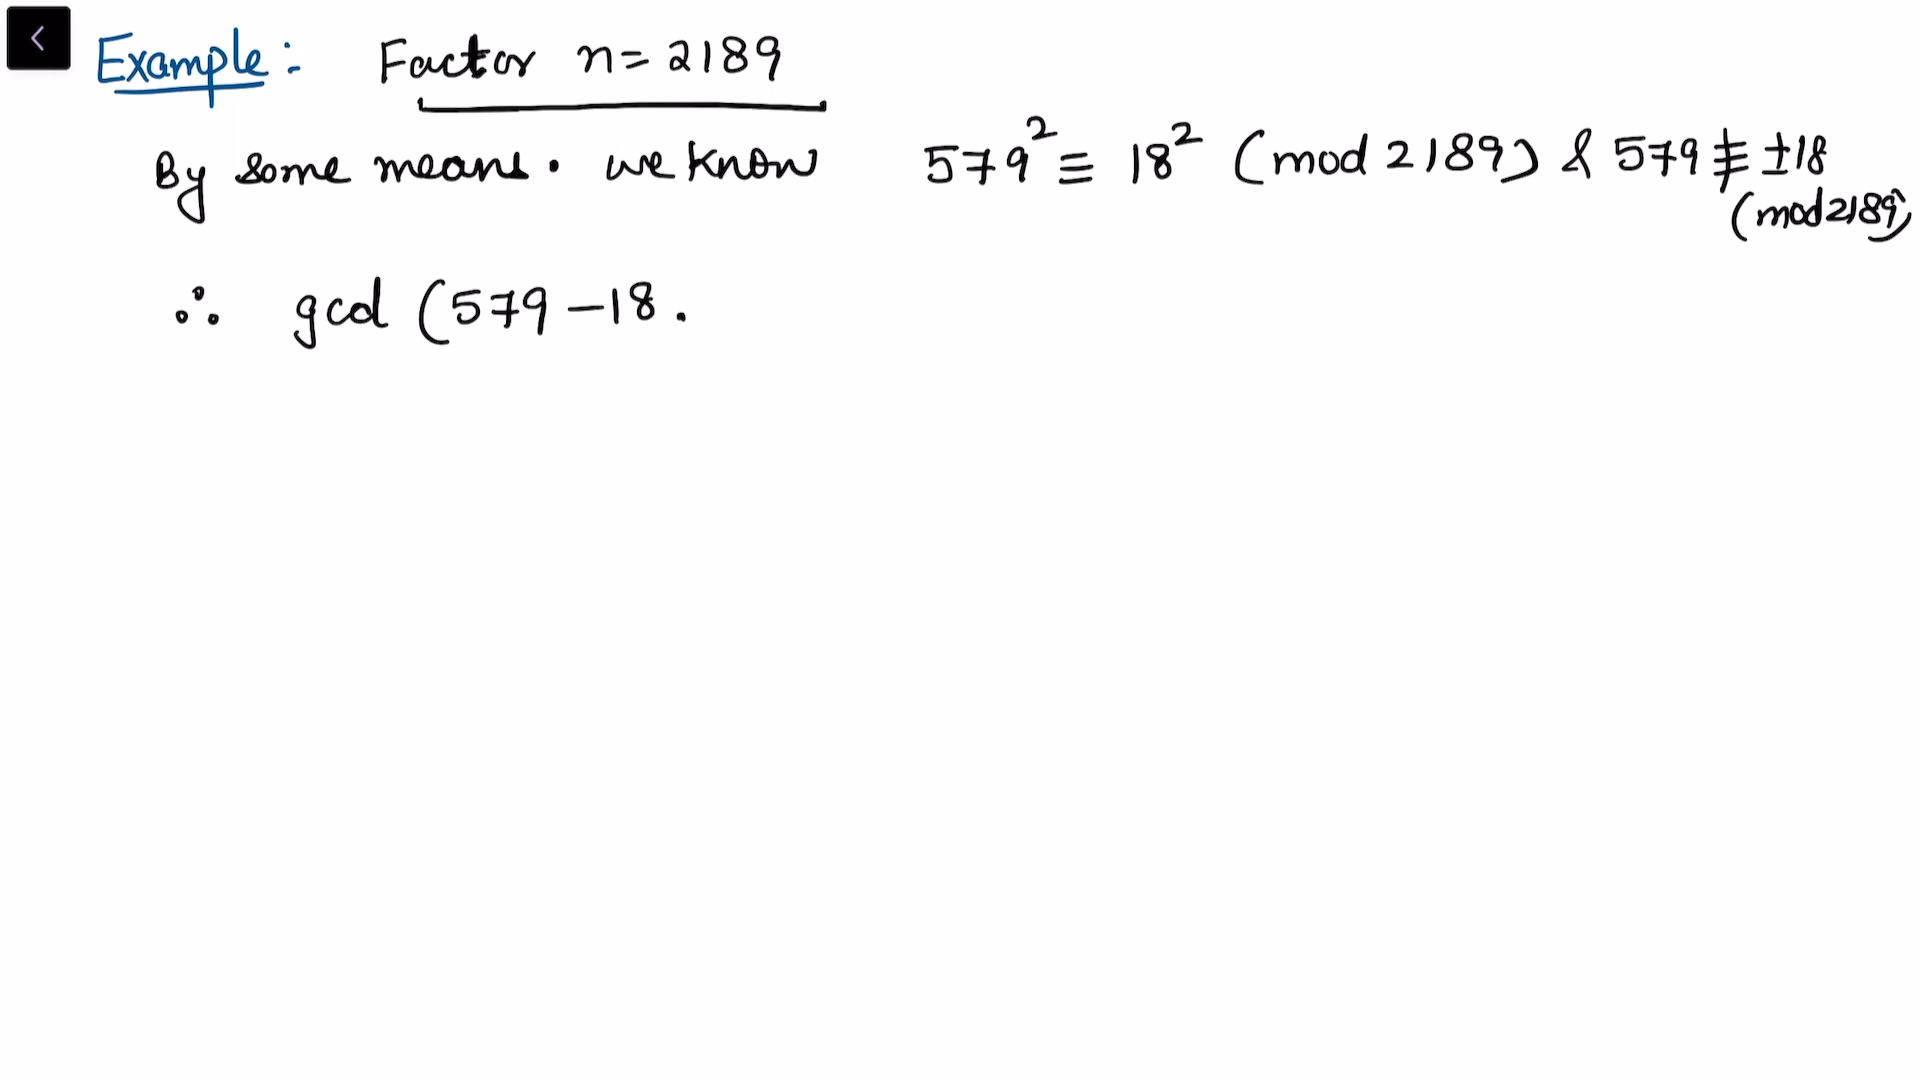 Example: Factor n = 2189
By some means. we know 579² ≡ 18² (mod 2189) & 579 ≢ ±18
(mod 2189)
∴ gcd (579 - 18.